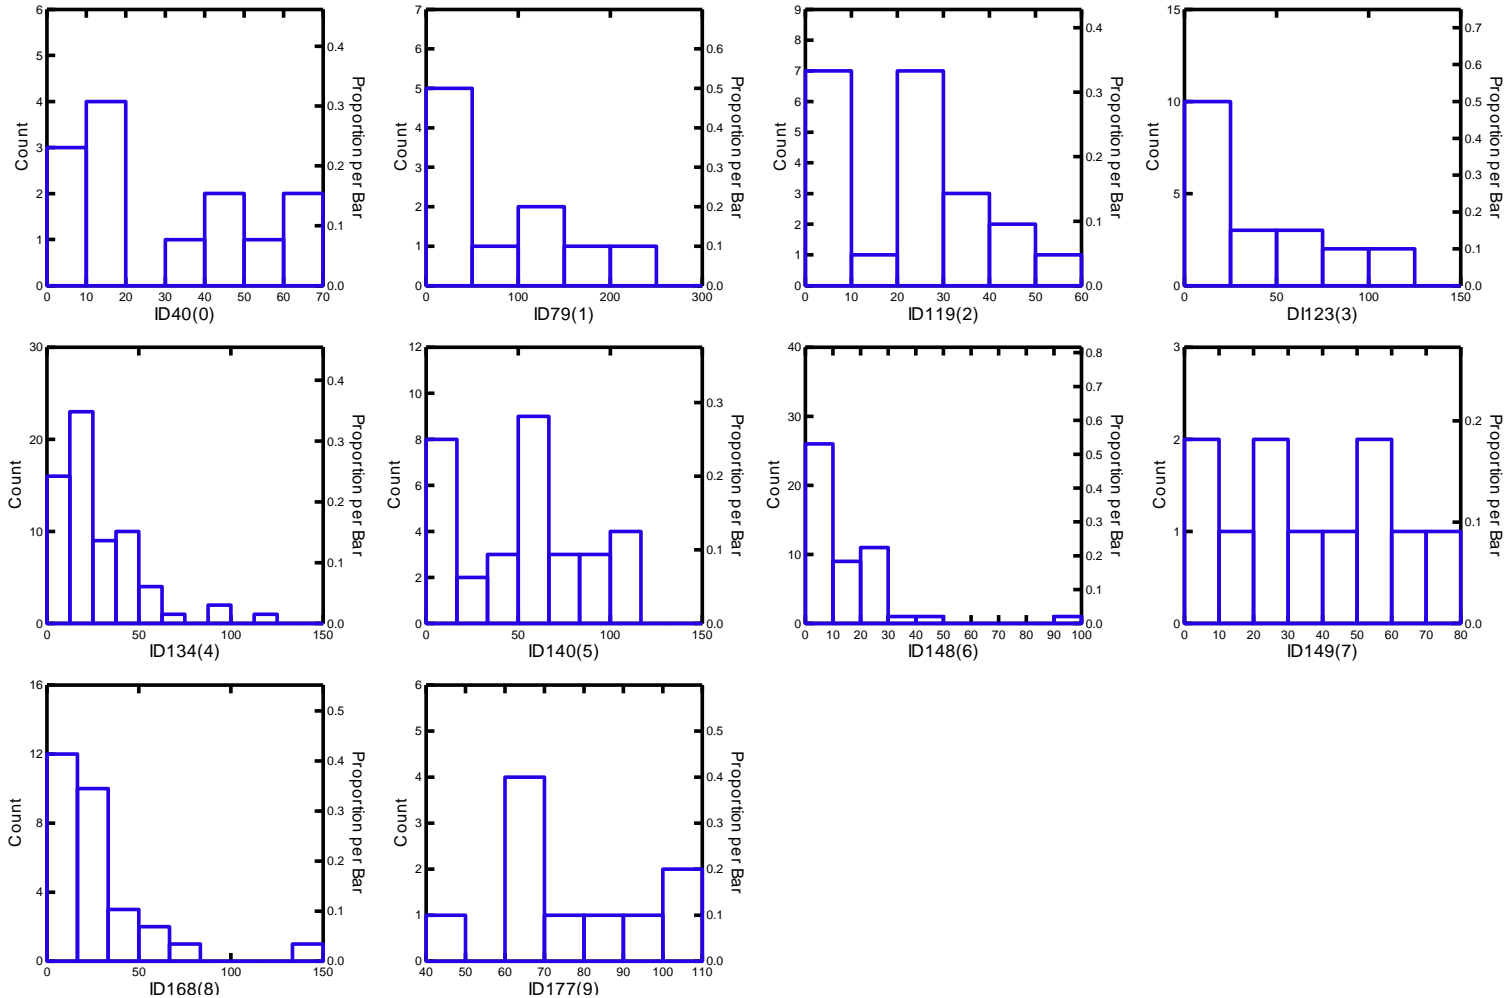 6
5
4
3
2
1
0
Count
0.4
0.3
0.2
0.1
0.0
Proportion per Bar
0 10 20 30 40 50 60 70
ID40(0)
7
6
5
4
3
2
1
0
Count
0.6
0.5
0.4
0.3
0.2
0.1
0.0
Proportion per Bar
0 100 200 300
ID79(1)
9
8
7
6
5
4
3
2
1
0
Count
0.4
0.3
0.2
0.1
0.0
Proportion per Bar
0 10 20 30 40 50 60
ID119(2)
15
10
5
0
Count
0.7
0.6
0.5
0.4
0.3
0.2
0.1
0.0
Proportion per Bar
0 50 100 150
DI123(3)
30
20
10
0
Count
0.4
0.3
0.2
0.1
0.0
Proportion per Bar
0 50 100 150
ID134(4)
12
10
8
6
4
2
0
Count
0.3
0.2
0.1
0.0
Proportion per Bar
0 50 100 150
ID140(5)
40
30
20
10
0
Count
0.8
0.7
0.6
0.5
0.4
0.3
0.2
0.1
0.0
Proportion per Bar
0 10 20 30 40 50 60 70 80 90 100
ID148(6)
3
2
1
0
Count
0.2
0.1
0.0
Proportion per Bar
0 10 20 30 40 50 60 70 80
ID149(7)
16
12
8
4
0
Count
0.5
0.4
0.3
0.2
0.1
0.0
Proportion per Bar
0 50 100 150
ID168(8)
6
5
4
3
2
1
0
Count
0.5
0.4
0.3
0.2
0.1
0.0
Proportion per Bar
40 50 60 70 80 90 100 110
ID177(9)